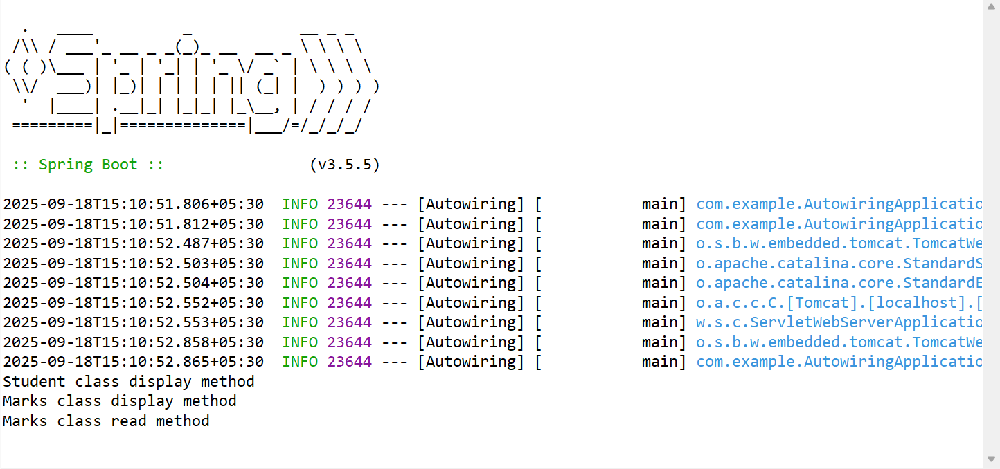 .   ____          _            __ _ _
 /\\ / ___'_ __ _ _(_)_ __  __ _ \ \ \ \
( ( )\___ | '_ | '_| | '_ \/ _` | \ \ \ \
 \\/  ___)| |_)| | | | | || (_| |  ) ) ) )
  '  |____| .__|_| |_|_| |_\__, | / / / /
 =========|_|==============|___/=/_/_/_/
 :: Spring Boot ::                (v3.5.5)
2025-09-18T15:10:51.806+05:30  INFO 23644 --- [Autowiring] [           main] com.example.AutowiringApplicatio
2025-09-18T15:10:51.812+05:30  INFO 23644 --- [Autowiring] [           main] com.example.AutowiringApplicatio
2025-09-18T15:10:52.487+05:30  INFO 23644 --- [Autowiring] [           main] o.s.b.w.embedded.tomcat.TomcatWe
2025-09-18T15:10:52.503+05:30  INFO 23644 --- [Autowiring] [           main] o.apache.catalina.core.StandardS
2025-09-18T15:10:52.504+05:30  INFO 23644 --- [Autowiring] [           main] o.apache.catalina.core.StandardE
2025-09-18T15:10:52.552+05:30  INFO 23644 --- [Autowiring] [           main] o.a.c.c.C.[Tomcat].[localhost].[
2025-09-18T15:10:52.553+05:30  INFO 23644 --- [Autowiring] [           main] w.s.c.ServletWebServerApplicatio
2025-09-18T15:10:52.858+05:30  INFO 23644 --- [Autowiring] [           main] o.s.b.w.embedded.tomcat.TomcatWe
2025-09-18T15:10:52.865+05:30  INFO 23644 --- [Autowiring] [           main] com.example.AutowiringApplicatio
Student class display method
Marks class display method
Marks class read method